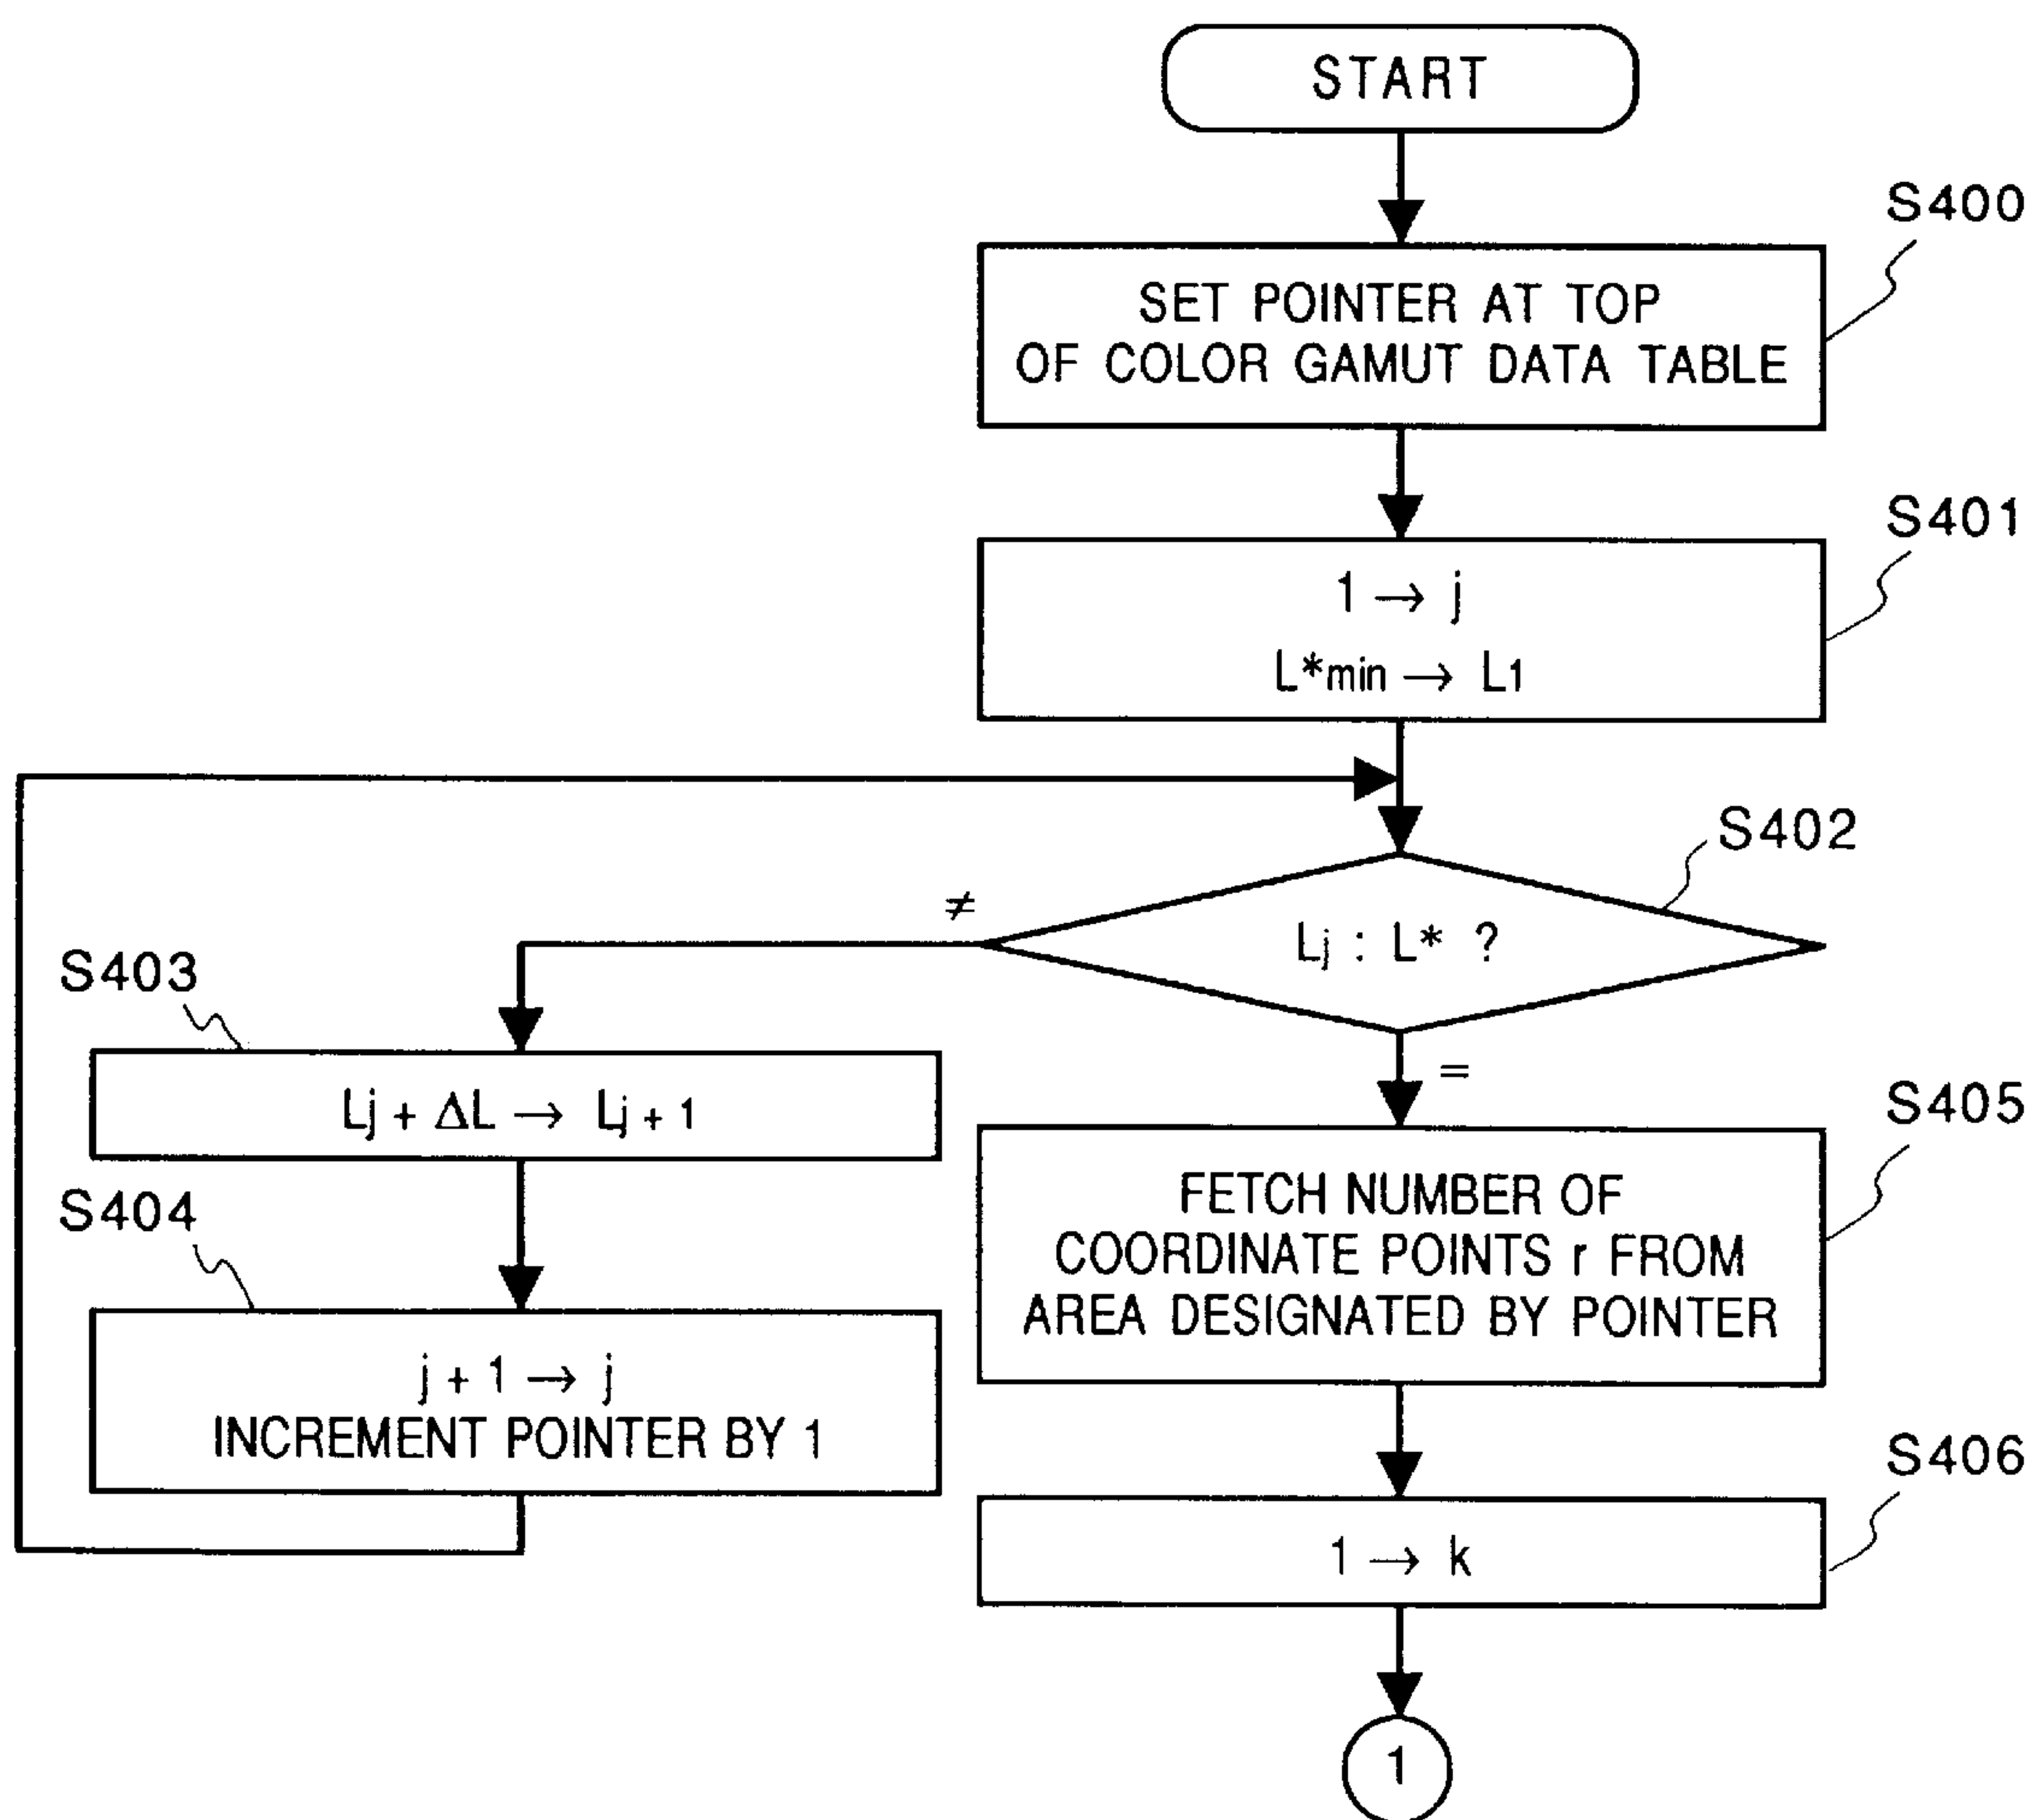 START
S400
SET POINTER AT TOP
OF COLOR GAMUT DATA TABLE
S401
1 → j
L*min → L1
S402
≠
Lj : L* ?
S403
=
Lj + ΔL → Lj + 1
S405
FETCH NUMBER OF
COORDINATE POINTS r FROM
AREA DESIGNATED BY POINTER
S404
j + 1 → j
INCREMENT POINTER BY 1
S406
1 → k
1